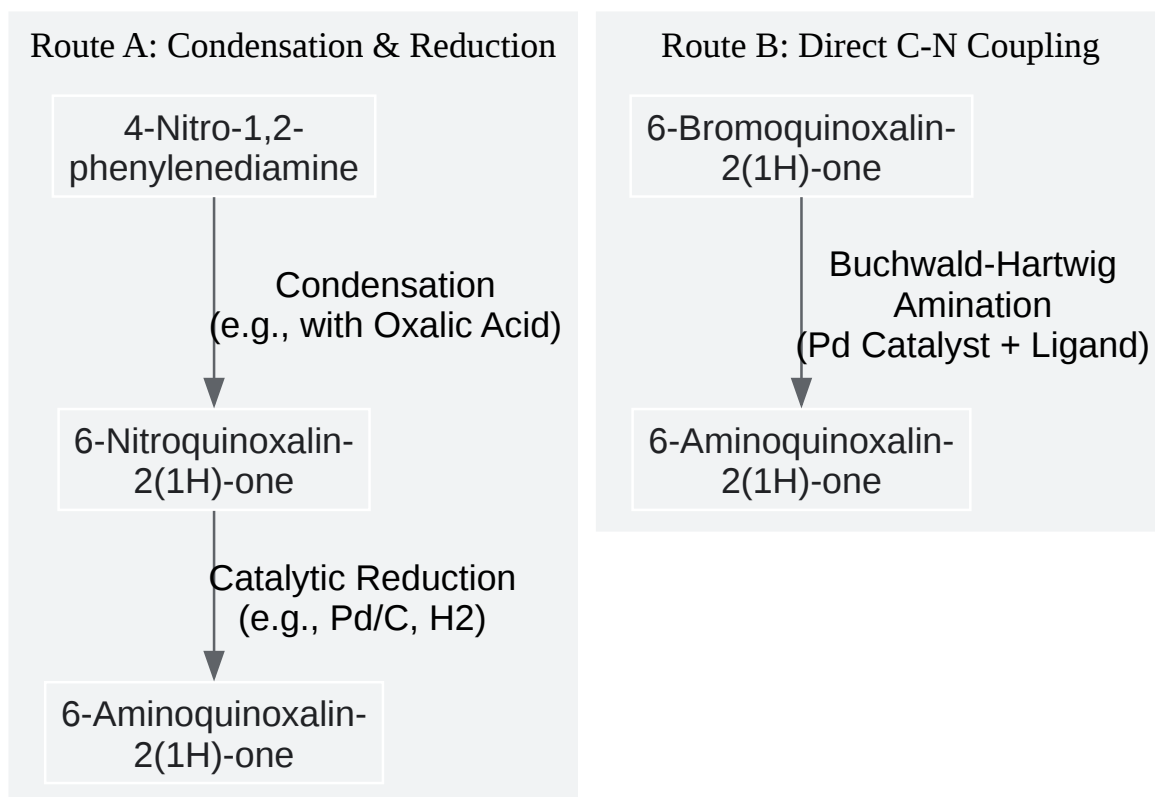 Route A: Condensation & Reduction
4-Nitro-1,2-
phenylenediamine
Condensation
(e.g., with Oxalic Acid)
6-Nitroquinoxalin-
2(1H)-one
Catalytic Reduction
(e.g., Pd/C, H2)
6-Aminoquinoxalin-
2(1H)-one
Route B: Direct C-N Coupling
6-Bromoquinoxalin-
2(1H)-one
Buchwald-Hartwig
Amination
(Pd Catalyst + Ligand)
6-Aminoquinoxalin-
2(1H)-one